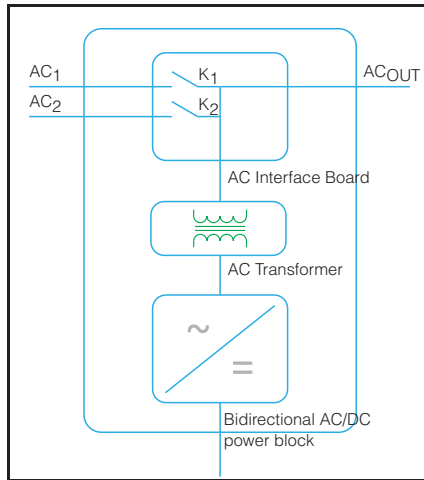 AC1
K1
ACOUT
AC2
K2
AC Interface Board
AC Transformer
~
=
Bidirectional AC/DC
power block